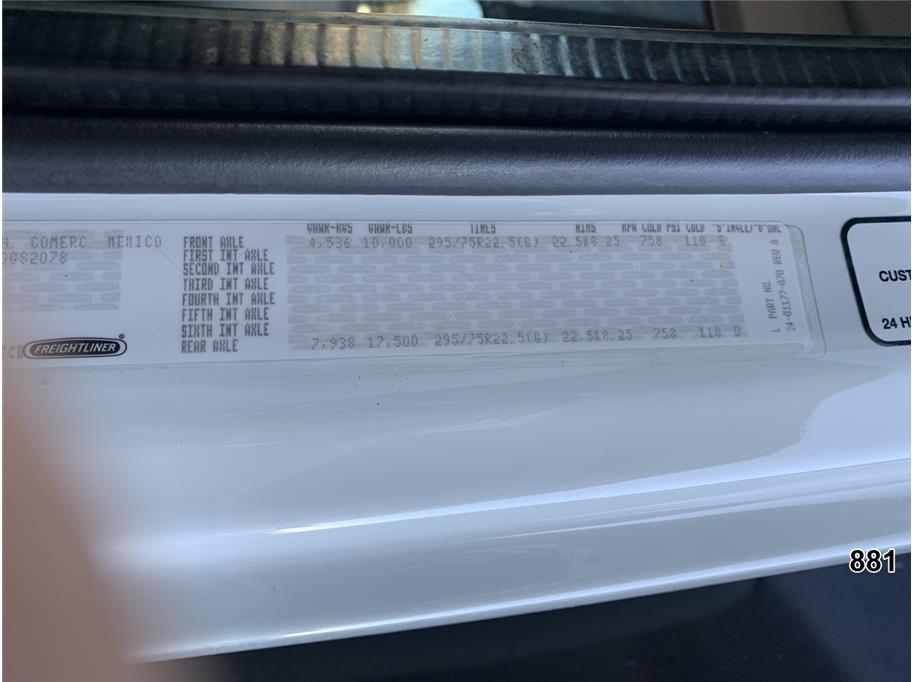 GAWR-KGS GAWR-LBS TIRES RIMS KPA COLD PSI COLD S INGLE/ D UAL
H. COMERC. MEXICO
GS2078
FRONT AXLE 4,536 10,000 295/75R22.5(G) 22.5X8.25 758 110 S
FIRST INT AXLE
SECOND INT AXLE
THIRD INT AXLE
FOURTH INT AXLE
FIFTH INT AXLE
SIXTH INT AXLE
REAR AXLE 7,938 17,500 295/75R22.5(G) 22.5X8.25 758 110 D
FREIGHTLINER®
L PART NO.
24-01177-070 REV A
CUST
24 H
881